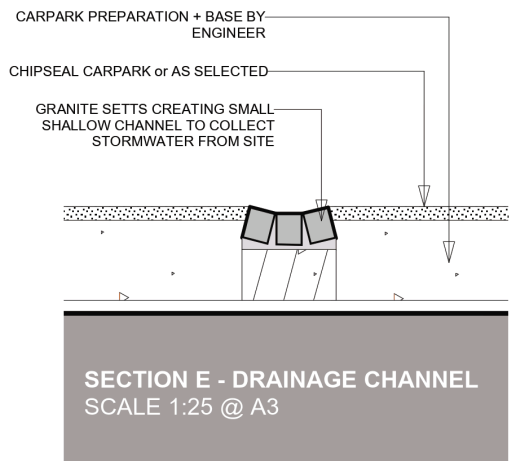 CARPARK PREPARATION + BASE BY
ENGINEER
CHIPSEAL CARPARK or AS SELECTED
GRANITE SETTS CREATING SMALL
SHALLOW CHANNEL TO COLLECT
STORMWATER FROM SITE
SECTION E - DRAINAGE CHANNEL
SCALE 1:25 @ A3